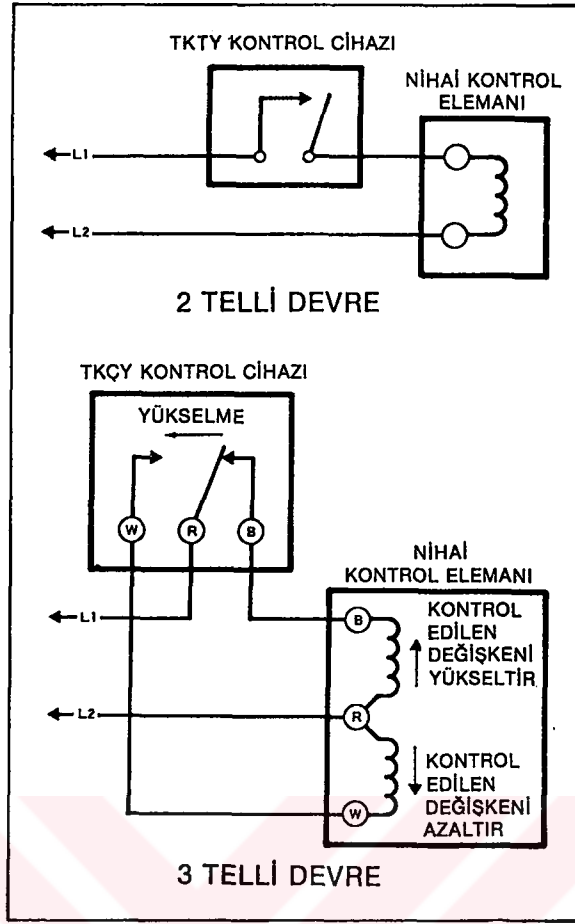 TKTY KONTROL CİHAZI
NİHAİ KONTROL
ELEMANI
L1
L2
2 TELLİ DEVRE
TKÇY KONTROL CİHAZI
YÜKSELME
W
R
B
NİHAİ
KONTROL ELEMANI
L1
B
KONTROL
EDİLEN
DEĞİŞKENİ
YÜKSELTİR
L2
R
KONTROL
EDİLEN
DEĞİŞKENİ
AZALTIR
W
3 TELLİ DEVRE